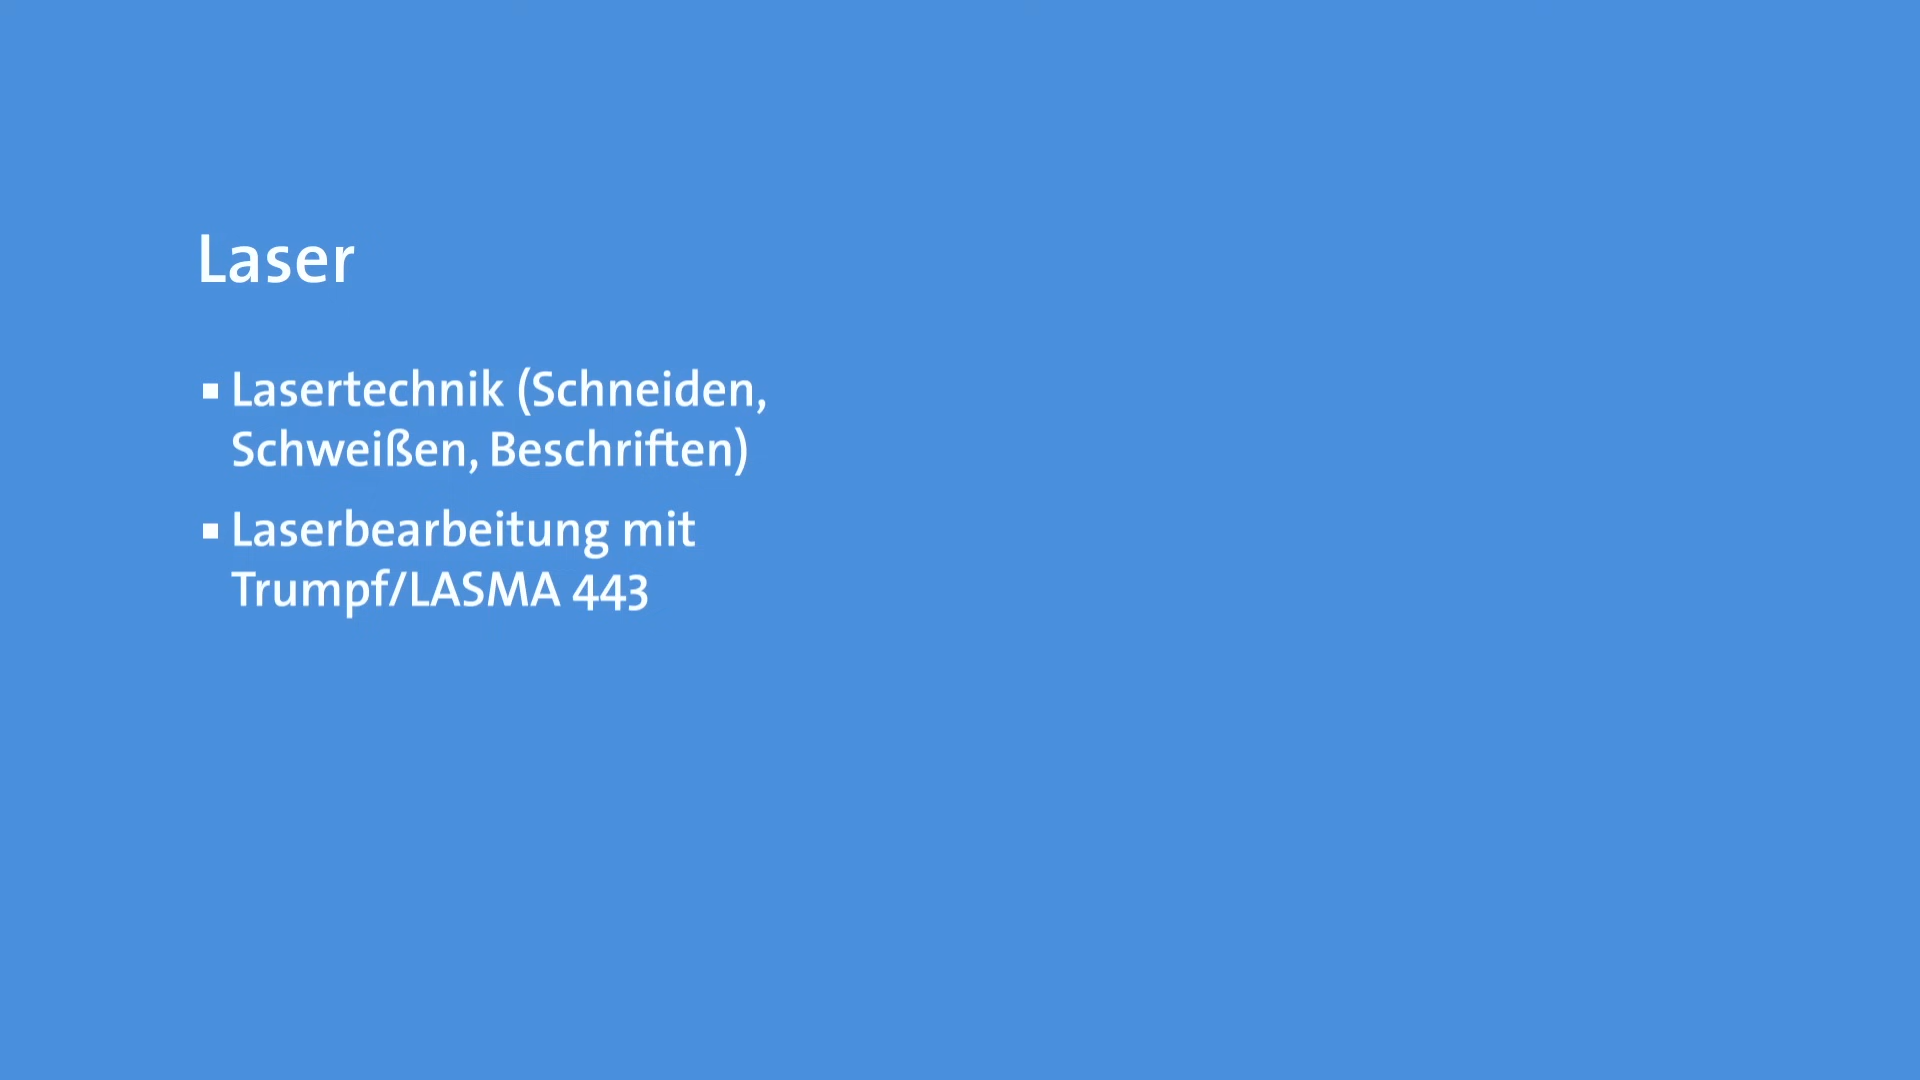 Laser
▪ Lasertechnik (Schneiden,
Schweißen, Beschriften)
▪ Laserbearbeitung mit
Trumpf/LASMA 443